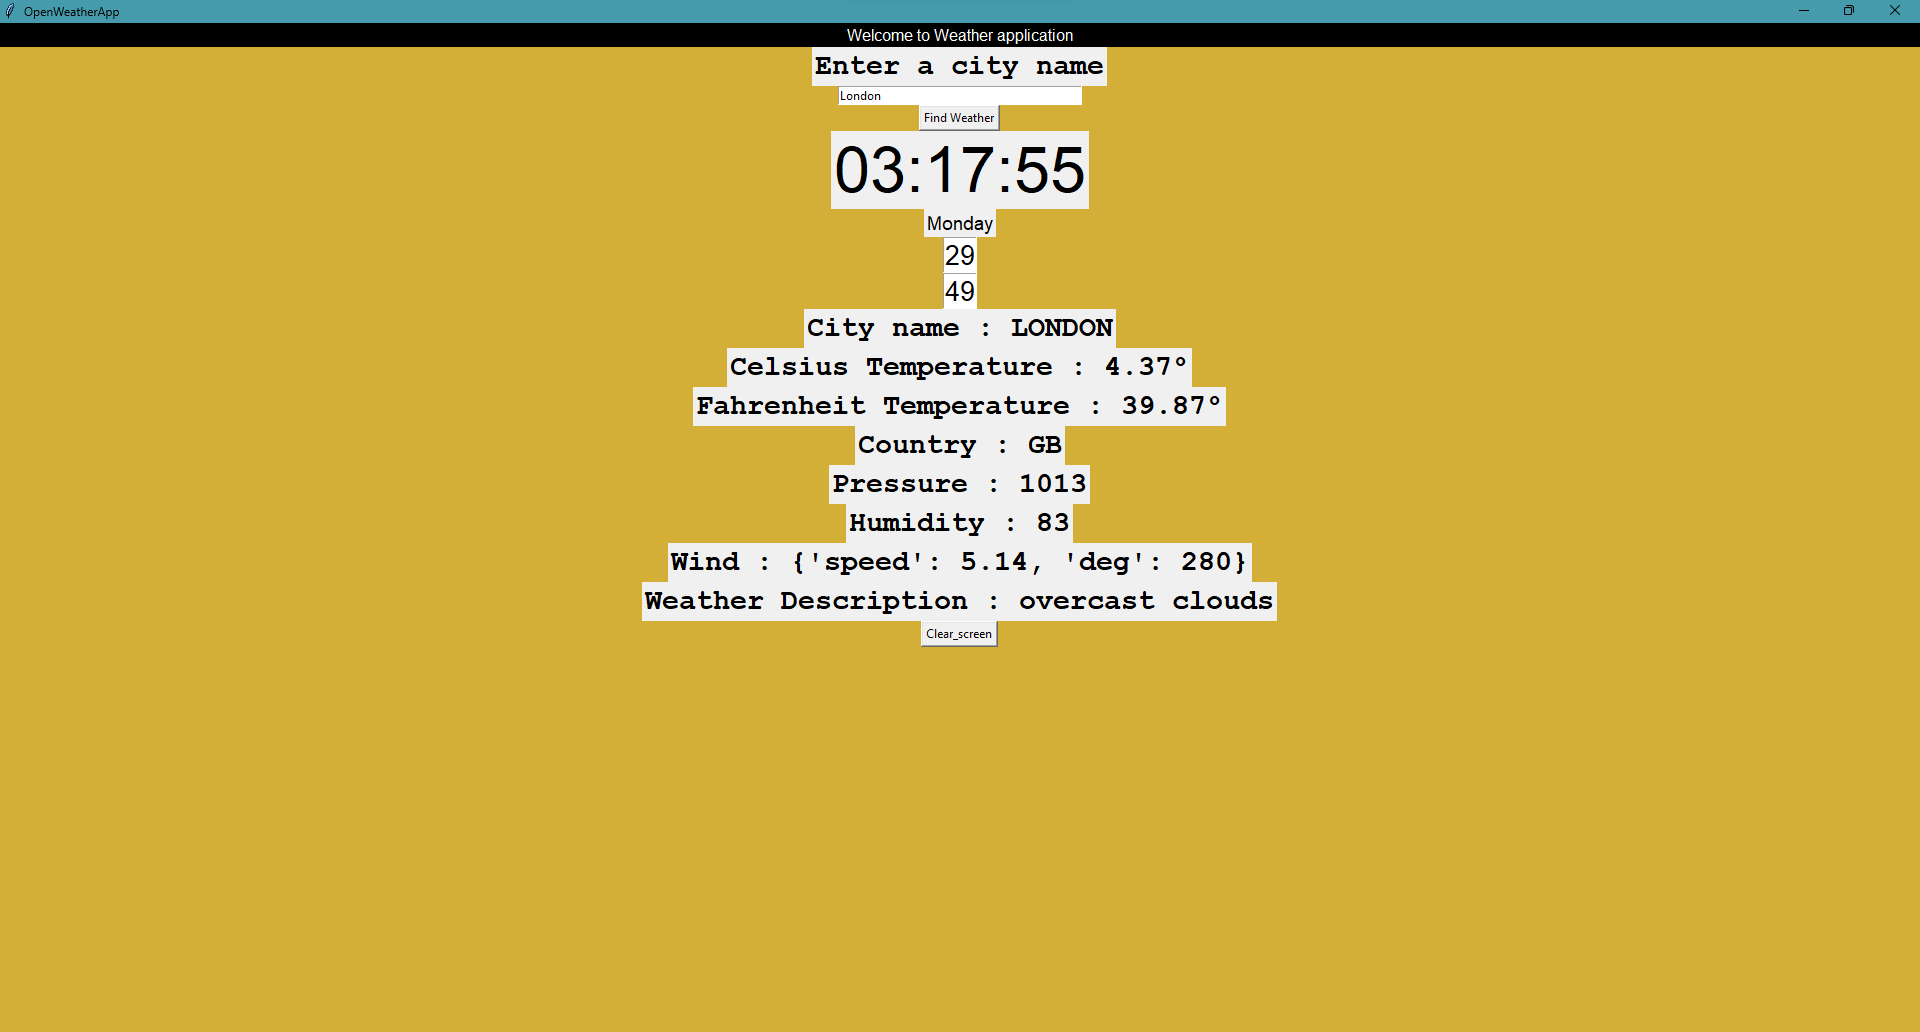 OpenWeatherApp
Welcome to Weather application
Enter a city name
London
Find Weather
03:17:55
Monday
29
49
City name : LONDON
Celsius Temperature : 4.37°
Fahrenheit Temperature : 39.87°
Country : GB
Pressure : 1013
Humidity : 83
Wind : {'speed': 5.14, 'deg': 280}
Weather Description : overcast clouds
Clear_screen